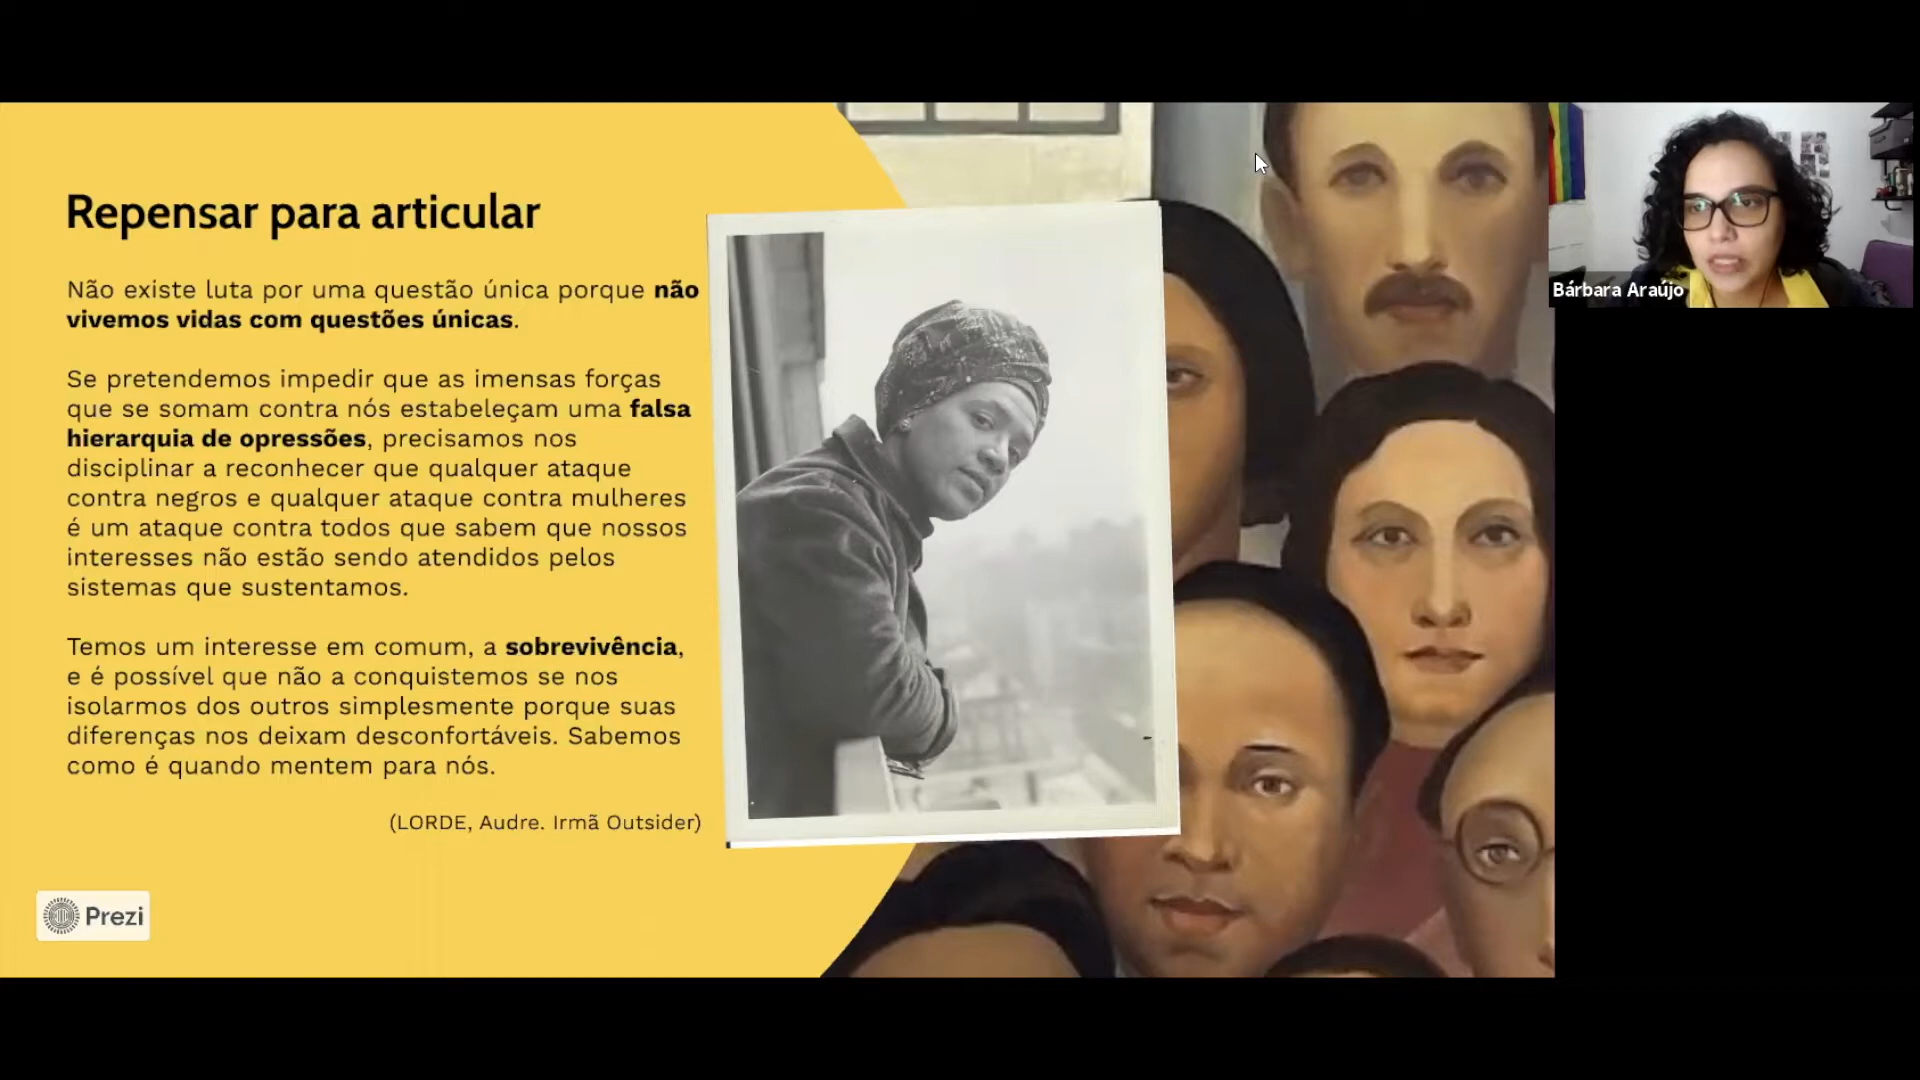 Repensar para articular
Não existe luta por uma questão única porque não
vivemos vidas com questões únicas.
Se pretendemos impedir que as imensas forças
que se somam contra nós estabeleçam uma falsa
hierarquia de opressões, precisamos nos
disciplinar a reconhecer que qualquer ataque
contra negros e qualquer ataque contra mulheres
é um ataque contra todos que sabem que nossos
interesses não estão sendo atendidos pelos
sistemas que sustentamos.
Temos um interesse em comum, a sobrevivência,
e é possível que não a conquistemos se nos
isolarmos dos outros simplesmente porque suas
diferenças nos deixam desconfortáveis. Sabemos
como é quando mentem para nós.
(LORDE, Audre. Irmã Outsider)
Prezi
Bárbara Araújo